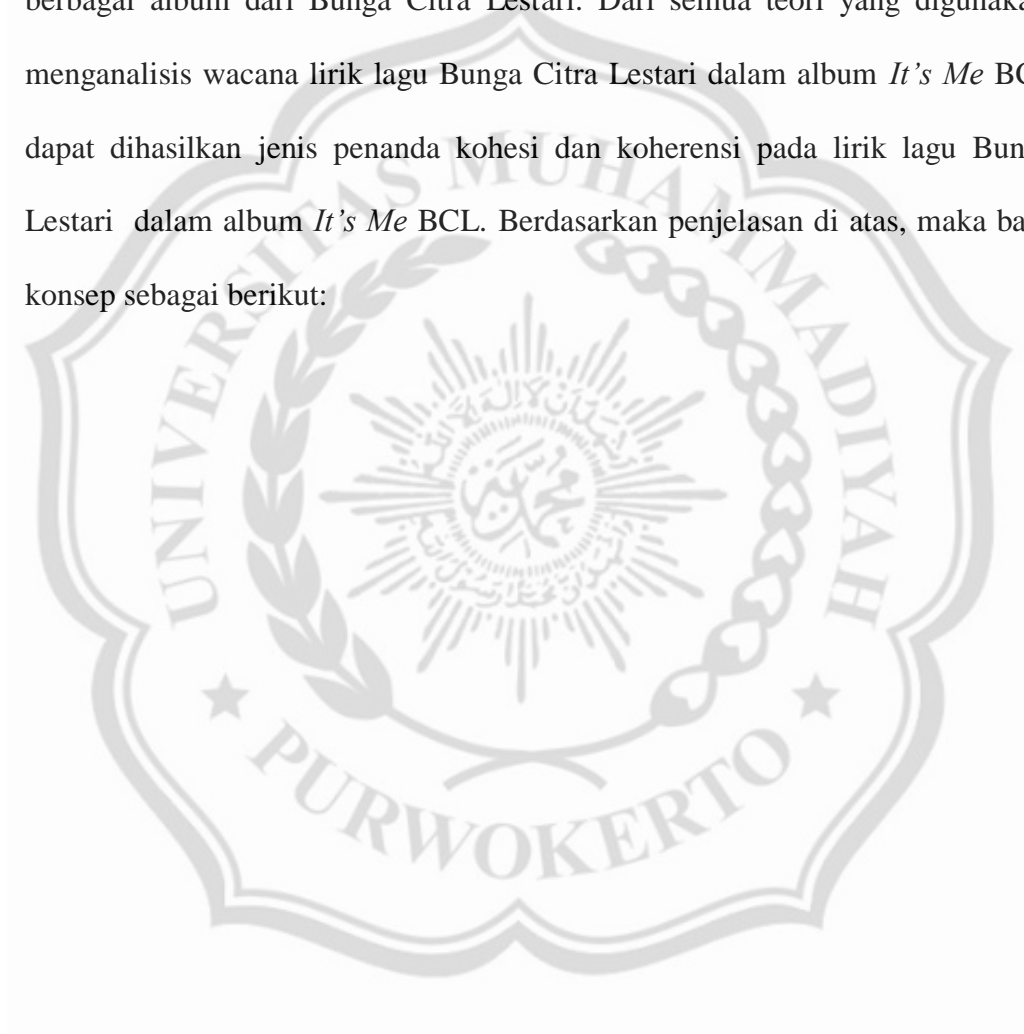 berbagai album dari Bunga Citra Lestari. Dari semua teori yang digunaka
menganalisis wacana lirik lagu Bunga Citra Lestari dalam album It’s Me BC
dapat dihasilkan jenis penanda kohesi dan koherensi pada lirik lagu Bun
Lestari dalam album It’s Me BCL. Berdasarkan penjelasan di atas, maka ba
konsep sebagai berikut:
UNIVERSITAS MUHAMMADIYAH
PURWOKERTO